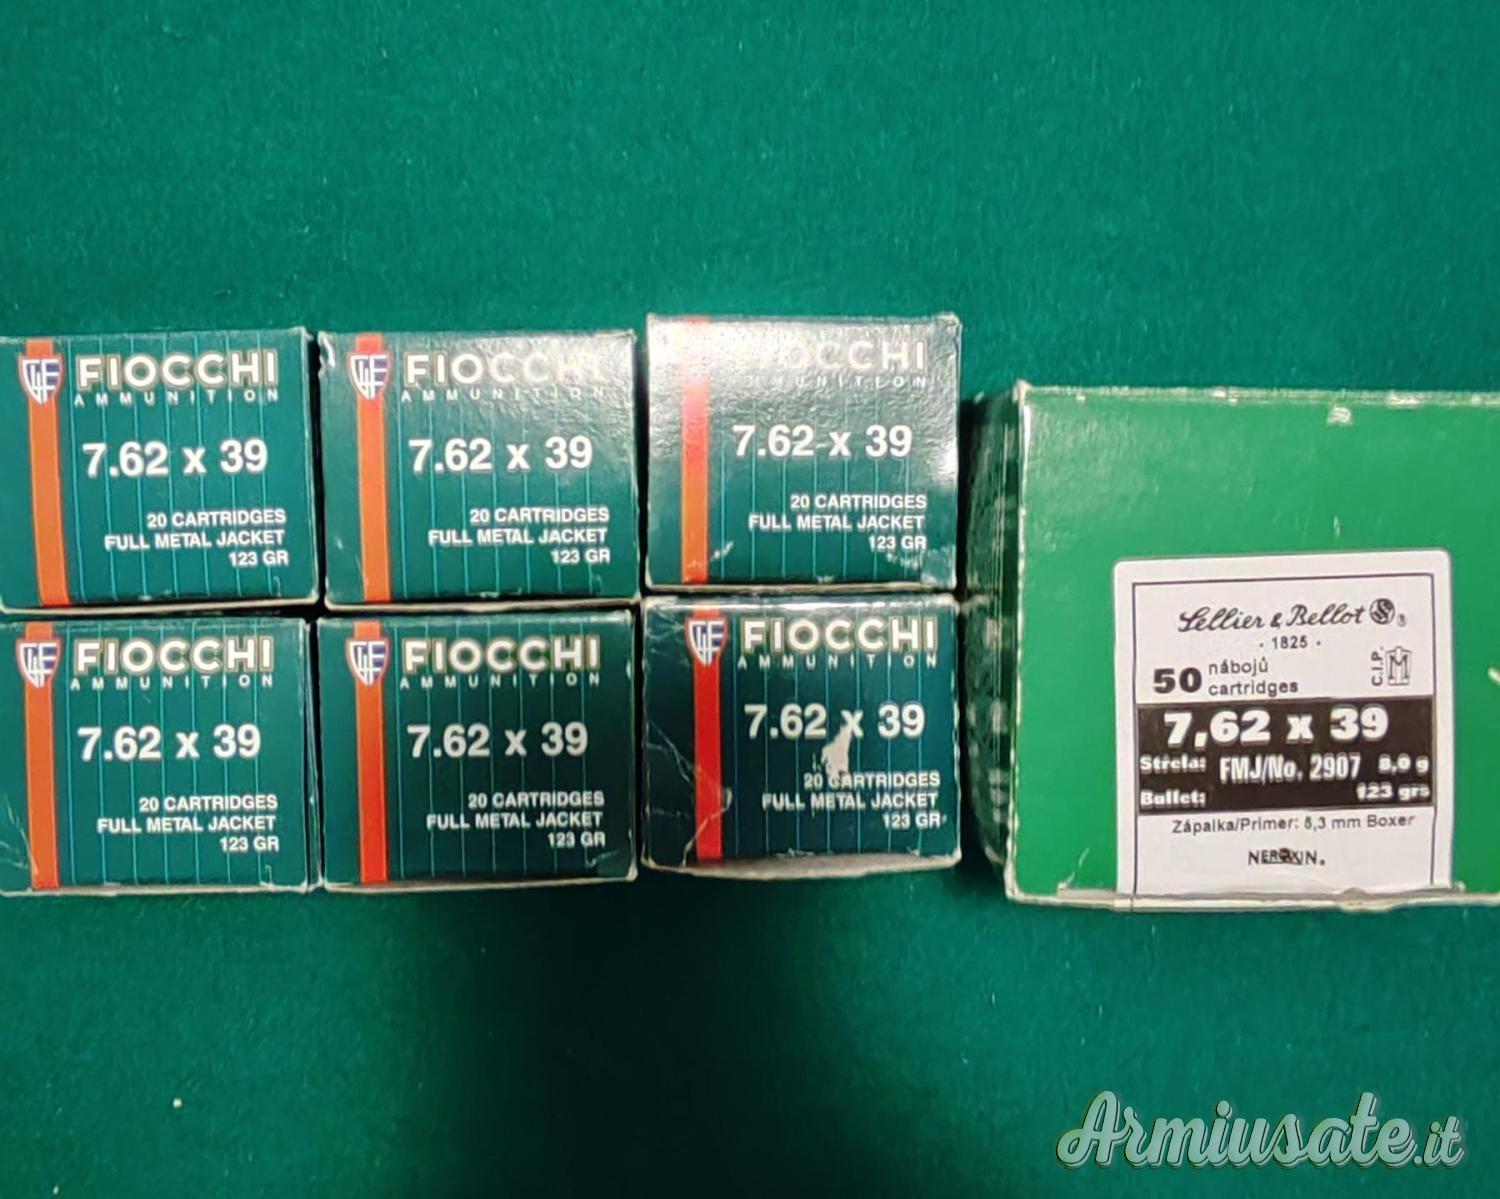 FIOCCHI
AMMUNITION
7.62 x 39
20 CARTRIDGES
FULL METAL JACKET
123 GR
FIOCCHI
AMMUNITION
7.62 x 39
20 CARTRIDGES
FULL METAL JACKET
123 GR
FIOCCHI
AMMUNITION
7.62 x 39
20 CARTRIDGES
FULL METAL JACKET
123 GR
FIOCCHI
AMMUNITION
7.62 x 39
20 CARTRIDGES
FULL METAL JACKET
123 GR
FIOCCHI
AMMUNITION
7.62 x 39
20 CARTRIDGES
FULL METAL JACKET
123 GR
FIOCCHI
AMMUNITION
7.62 x 39
20 CARTRIDGES
FULL METAL JACKET
123 GR
Sellier & Bellot ®
· 1825 ·
50 nábojů
cartridges
C.I.P.
7,62 x 39
Střela: FMJ/No. 2907 8,0 g
Bullet: 123 grs
Zápalka/Primer: 5,3 mm Boxer
NEROXIN.
Armiusate.it